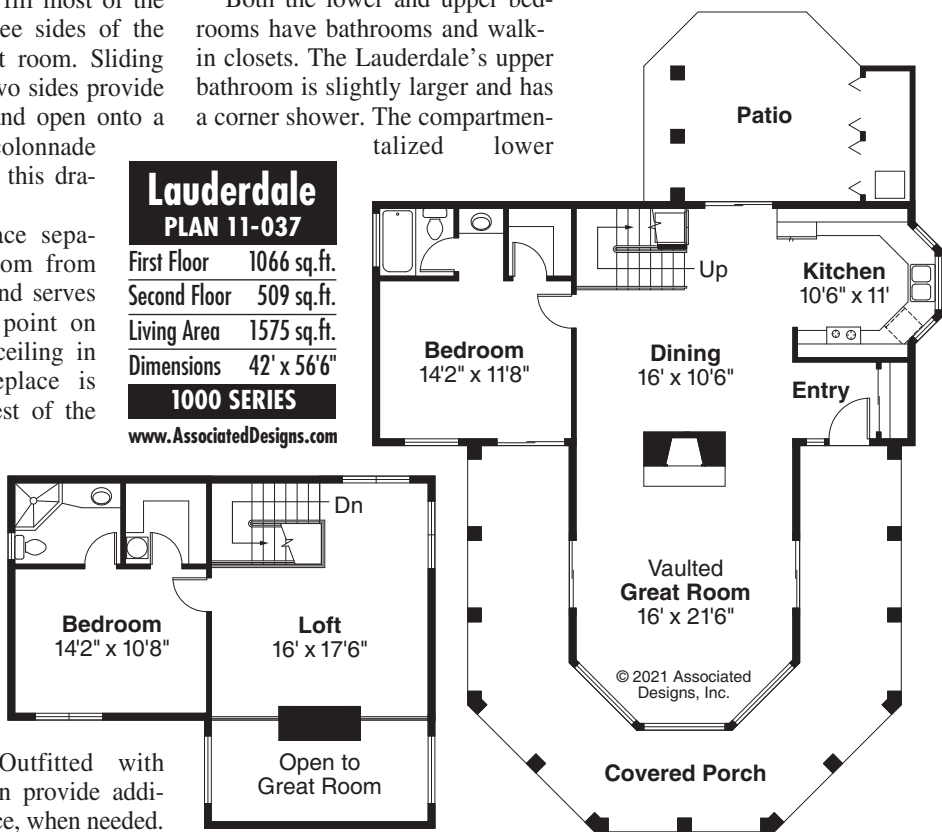 fill most of the
ee sides of the
t room. Sliding
wo sides provide
and open onto a
colonnade
this dra-
ace sepa-
oom from
nd serves
point on
ceiling in
eplace is
est of the
Both the lower and upper bed-
rooms have bathrooms and walk-
in closets. The Lauderdale's upper
bathroom is slightly larger and has
a corner shower. The compartmen-
talized lower
Lauderdale
PLAN 11-037
First Floor 1066 sq.ft.
Second Floor 509 sq.ft.
Living Area 1575 sq.ft.
Dimensions 42' x 56'6"
1000 SERIES
www.AssociatedDesigns.com
Patio
Up
Kitchen
10'6" x 11'
Bedroom
14'2" x 11'8"
Dining
16' x 10'6"
Entry
Vaulted
Great Room
16' x 21'6"
© 2021 Associated
Designs, Inc.
Covered Porch
Dn
Bedroom
14'2" x 10'8"
Loft
16' x 17'6"
Open to
Great Room
Outfitted with
n provide addi-
ce, when needed.